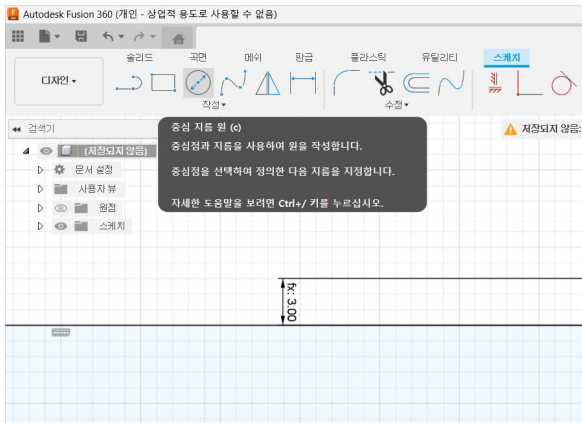 Autodesk Fusion 360 (개인 - 상업적 용도로 사용할 수 없음)
솔리드 곡면 메쉬 판금 플라스틱 유틸리티 스케치
디자인
작성 수정
검색기
저장되지 않음:
(저장되지 않음)
문서 설정
사용자 뷰
원점
스케치
중심 지름 원 (c)
중심점과 지름을 사용하여 원을 작성합니다.
중심점을 선택하여 정의한 다음 지름을 지정합니다.
자세한 도움말을 보려면 Ctrl+/ 키를 누르십시오.
fx: 3.00